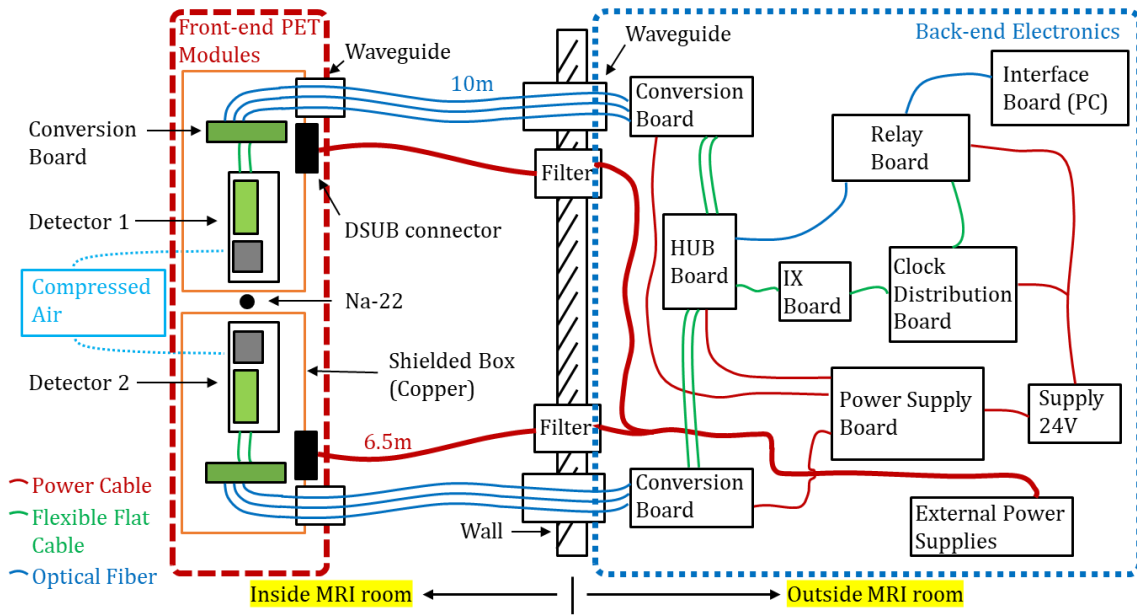 Front-end PET
Modules
Waveguide
Waveguide
Back-end Electronics
10m
Conversion
Board
Interface
Board (PC)
Conversion
Board
Relay
Board
Filter
Detector 1
DSUB connector
HUB
Board
IX
Board
Clock
Distribution
Board
Compressed
Air
Na-22
Detector 2
Shielded Box
(Copper)
Power Supply
Board
Supply
24V
Filter
6.5m
Power Cable
Flexible Flat
Cable
Optical Fiber
Conversion
Board
Wall
External Power
Supplies
Inside MRI room
Outside MRI room